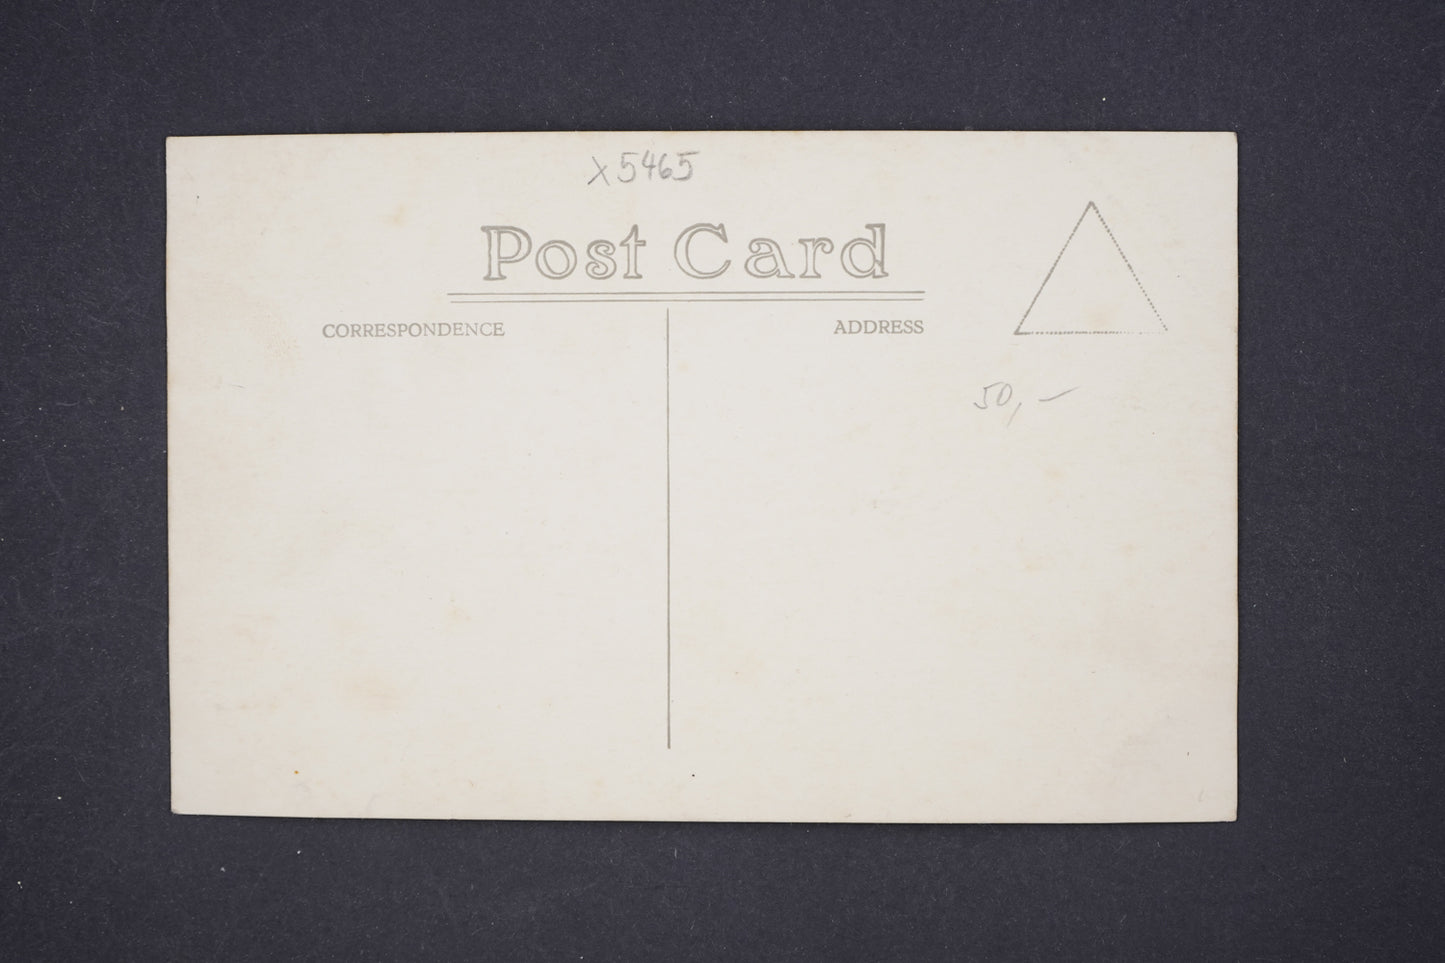 x5465
Post Card
CORRESPONDENCE
ADDRESS
50,–